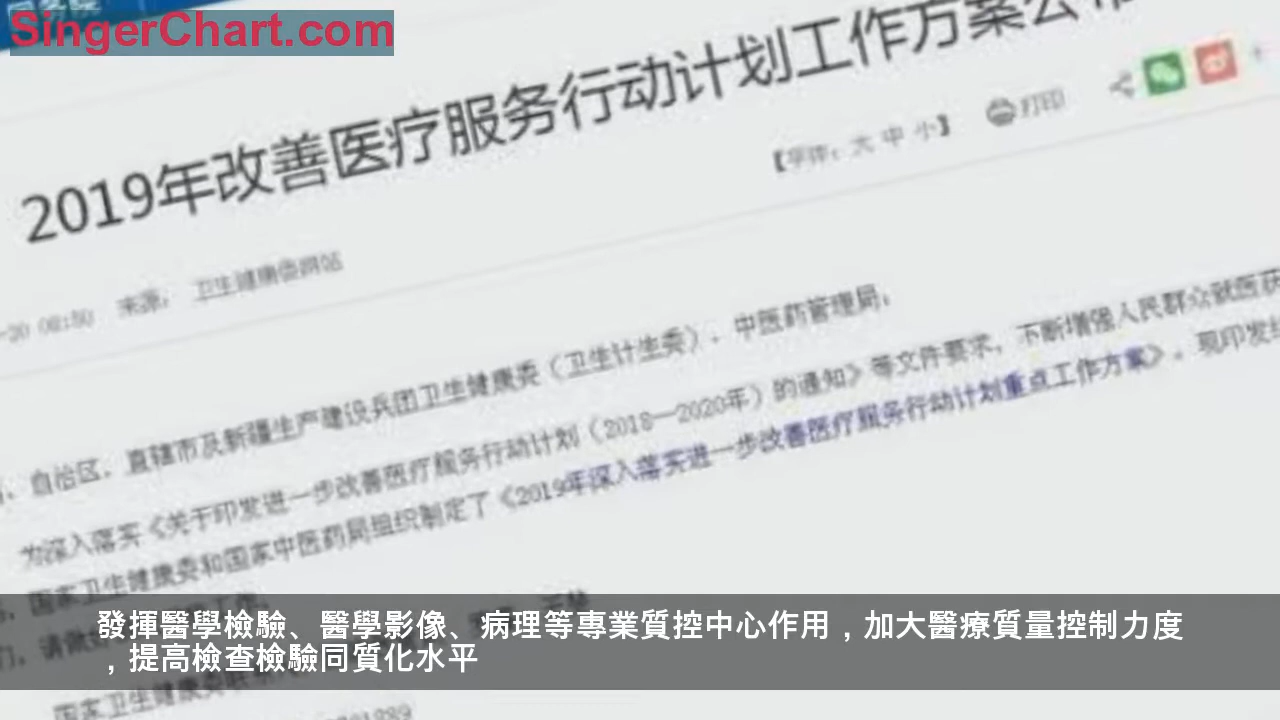 SingerChart.com
2019年改善医疗服务行动计划工作方案公布
【字体：大 中 小】 打印
来源： 卫生健康委网站
、自治区、直辖市及新疆生产建设兵团卫生健康委（卫生计生委）、中医药管理局：
为深入落实《关于印发进一步改善医疗服务行动计划（2018—2020年）的通知》等文件要求，不断增强人民群众就医获
国家卫生健康委和国家中医药局组织制定了《2019年深入落实进一步改善医疗服务行动计划重点工作方案》。现印发给
發揮醫學檢驗、醫學影像、病理等專業質控中心作用，加大醫療質量控制力度
，提高檢查檢驗同質化水平